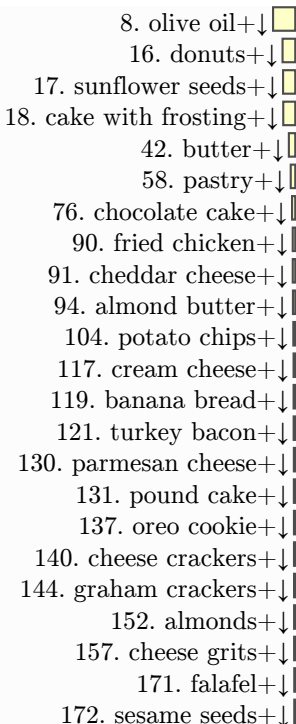 8. olive oil+↓
16. donuts+↓
17. sunflower seeds+↓
18. cake with frosting+↓
42. butter+↓
58. pastry+↓
76. chocolate cake+↓
90. fried chicken+↓
91. cheddar cheese+↓
94. almond butter+↓
104. potato chips+↓
117. cream cheese+↓
119. banana bread+↓
121. turkey bacon+↓
130. parmesan cheese+↓
131. pound cake+↓
137. oreo cookie+↓
140. cheese crackers+↓
144. graham crackers+↓
152. almonds+↓
157. cheese grits+↓
171. falafel+↓
172. sesame seeds+↓